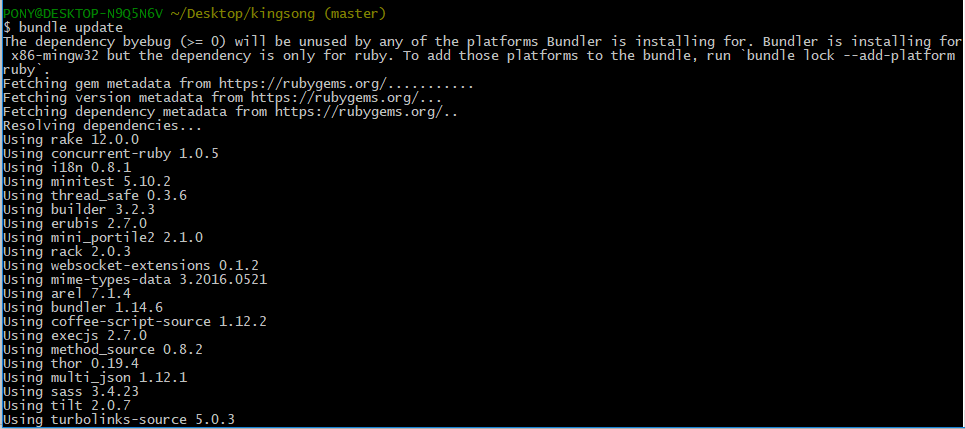 PONY@DESKTOP-N9Q5N6V ~/Desktop/kingsong (master)
$ bundle update
The dependency byebug (>= 0) will be unused by any of the platforms Bundler is installing for. Bundler is installing for
 x86-mingw32 but the dependency is only for ruby. To add those platforms to the bundle, run `bundle lock --add-platform
ruby`.
Fetching gem metadata from https://rubygems.org/...........
Fetching version metadata from https://rubygems.org/...
Fetching dependency metadata from https://rubygems.org/..
Resolving dependencies...
Using rake 12.0.0
Using concurrent-ruby 1.0.5
Using i18n 0.8.1
Using minitest 5.10.2
Using thread_safe 0.3.6
Using builder 3.2.3
Using erubis 2.7.0
Using mini_portile2 2.1.0
Using rack 2.0.3
Using websocket-extensions 0.1.2
Using mime-types-data 3.2016.0521
Using arel 7.1.4
Using bundler 1.14.6
Using coffee-script-source 1.12.2
Using execjs 2.7.0
Using method_source 0.8.2
Using thor 0.19.4
Using multi_json 1.12.1
Using sass 3.4.23
Using tilt 2.0.7
Using turbolinks-source 5.0.3